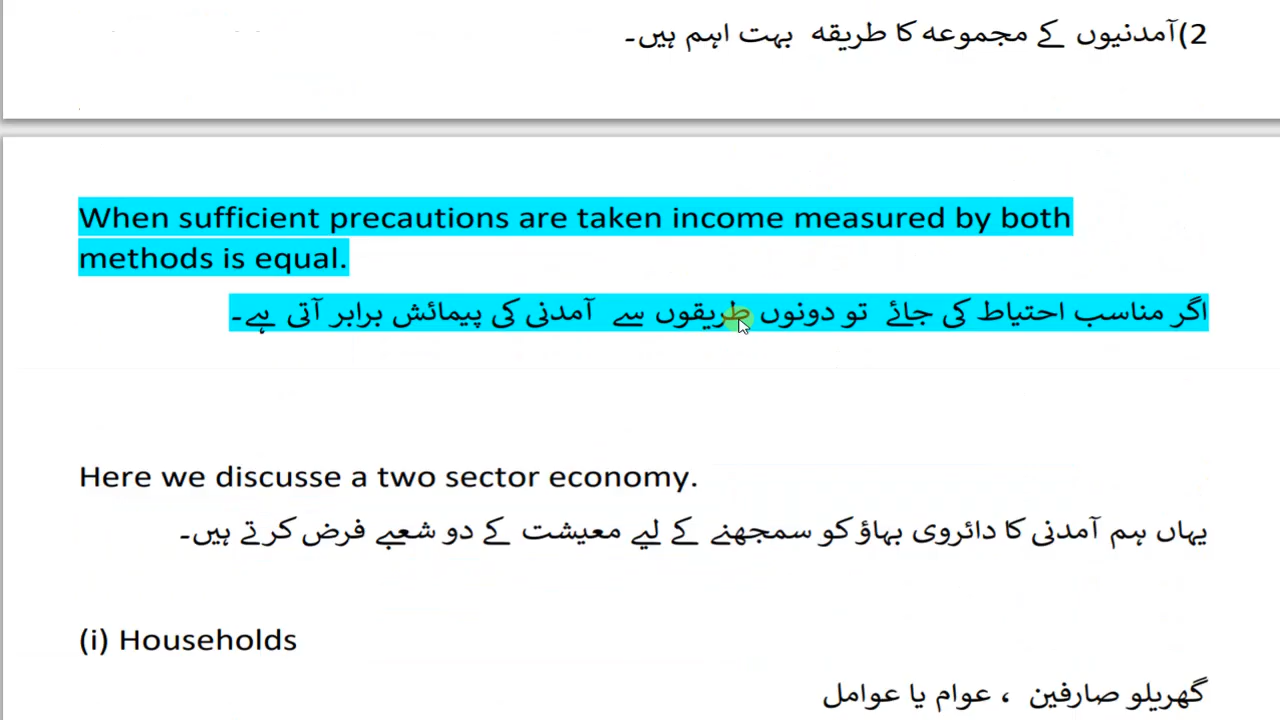 2)آمدنیوں کے مجموعه کا طریقه بہت اہم ہیں۔
When sufficient precautions are taken income measured by both
methods is equal.
اگر مناسب احتیاط کی جائے تو دونوں طریقوں سے آمدنی کی پیمائش برابر آتی ہے۔
Here we discusse a two sector economy.
یہاں ہم آمدنی کا دائروی بہاؤ کو سمجھنے کے لیے معیشت کے دو شعبے فرض کرتے ہیں۔
(i) Households
گھریلو صارفین ، عوام یا عوامل